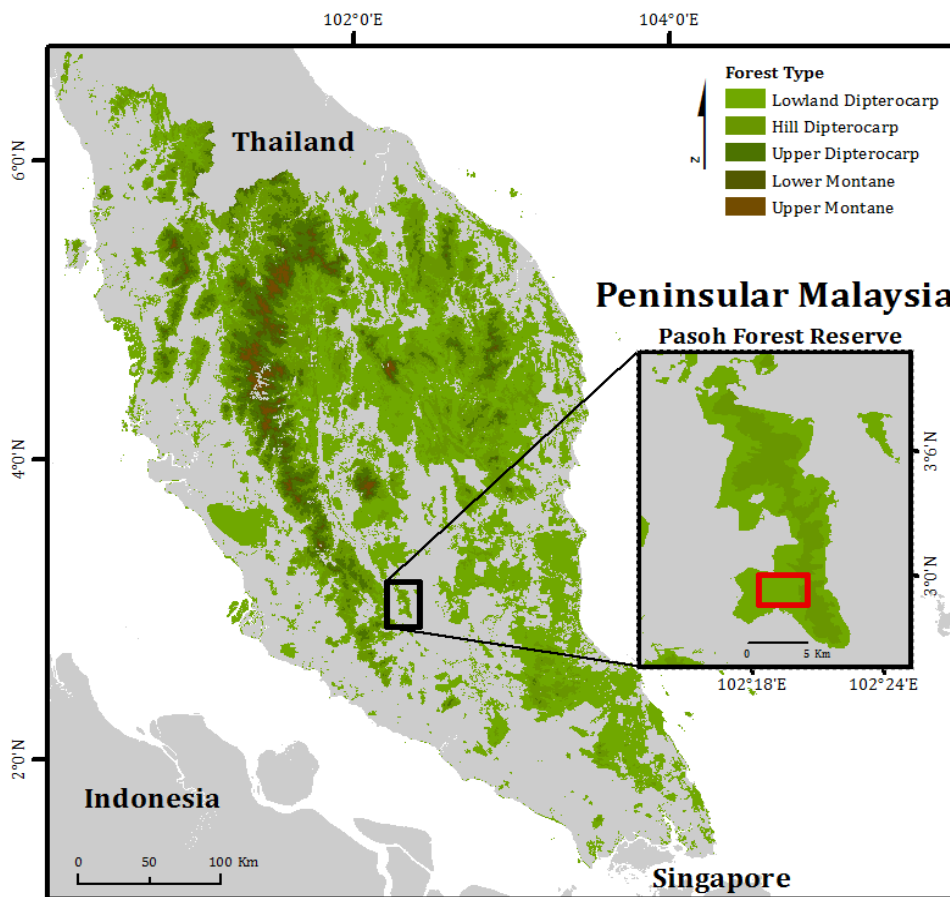 102°0'E
104°0'E
Forest Type
Lowland Dipterocarp
Hill Dipterocarp
Upper Dipterocarp
Lower Montane
Upper Montane
N
6°0'N
Thailand
Peninsular Malaysia
Pasoh Forest Reserve
4°0'N
3°6'N
3°0'N
0 5 Km
102°18'E
102°24'E
2°0'N
Indonesia
0 50 100 Km
Singapore